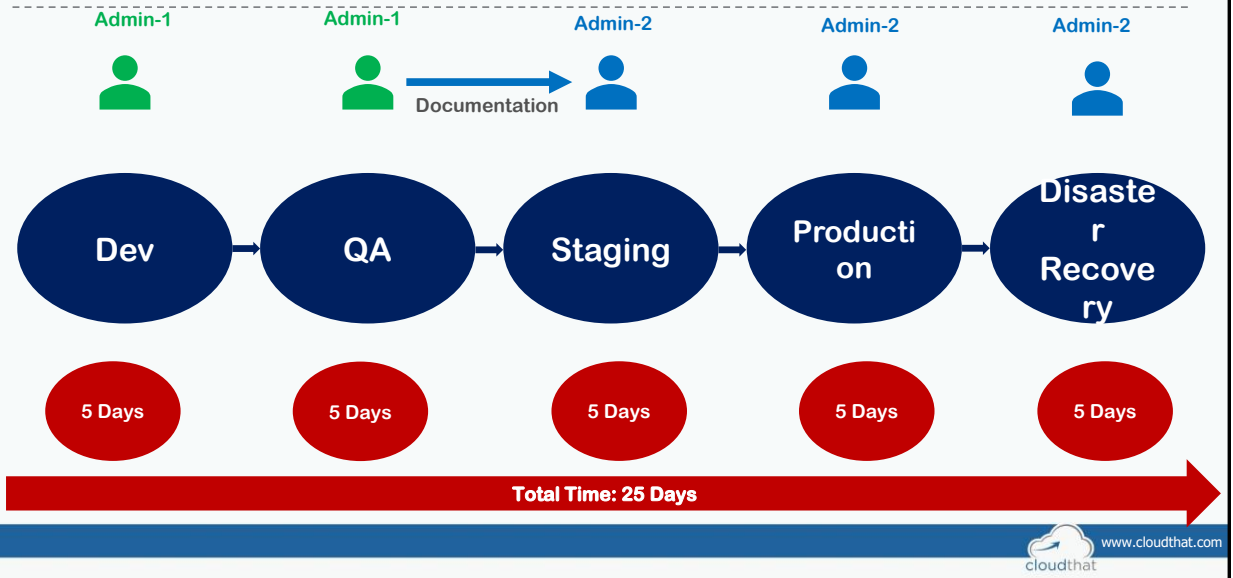 Admin-1
Admin-1
Admin-2
Admin-2
Admin-2
Documentation
Dev
QA
Staging
Producti
on
Disaste
r
Recove
ry
5 Days
5 Days
5 Days
5 Days
5 Days
Total Time: 25 Days
www.cloudthat.com
cloudthat